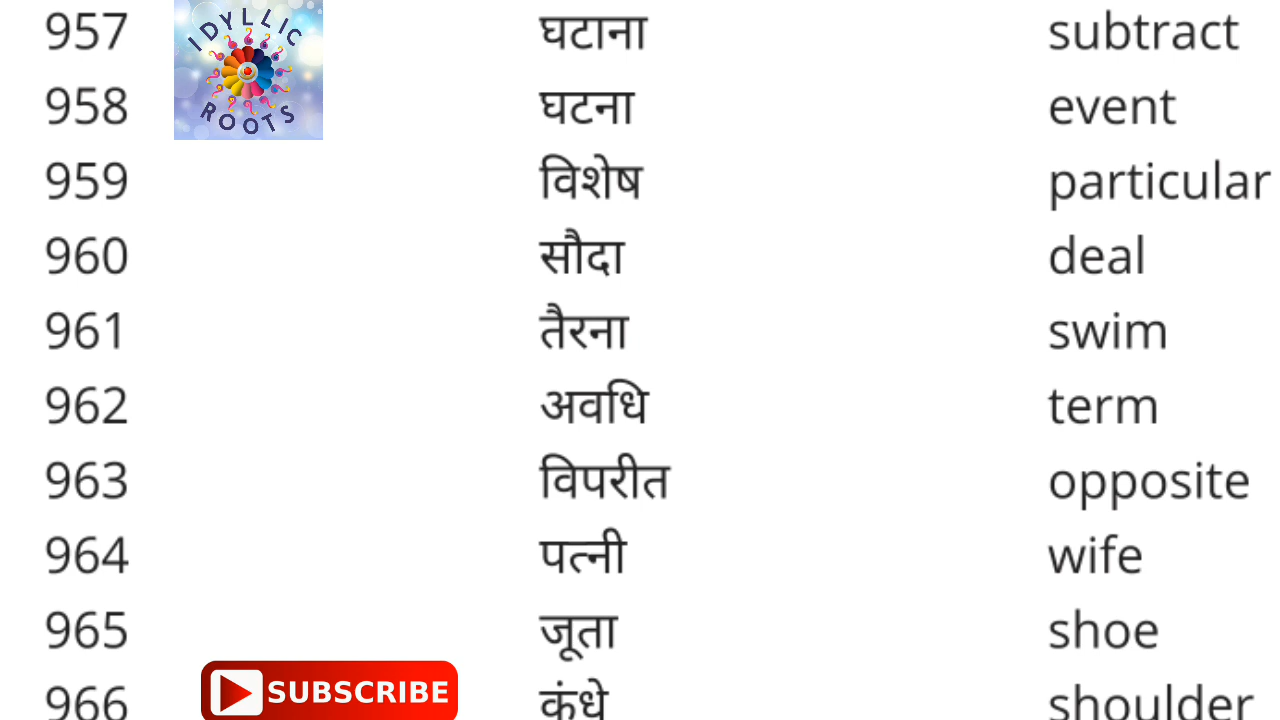 957 घटाना subtract
IDYLLIC
ROOTS
958 घटना event
959 विशेष particular
960 सौदा deal
961 तैरना swim
962 अवधि term
963 विपरीत opposite
964 पत्नी wife
965 जूता shoe
966 कंधे shoulder
SUBSCRIBE